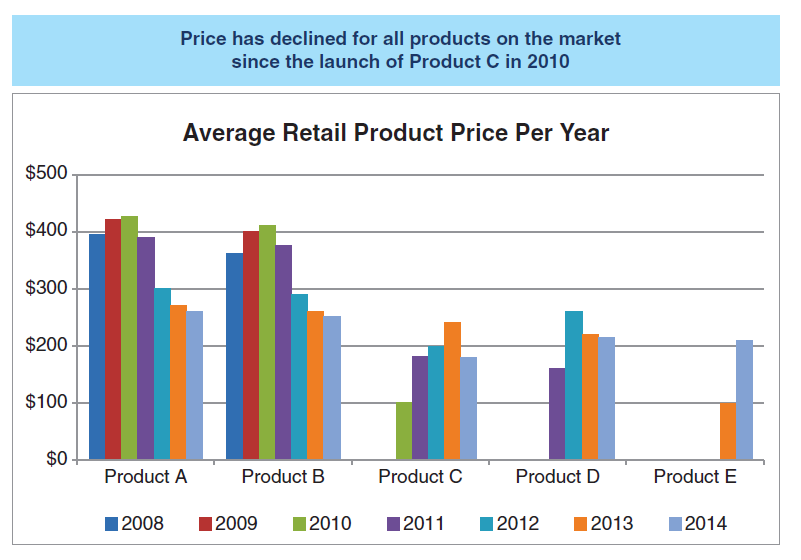 Price has declined for all products on the market
since the launch of Product C in 2010
Average Retail Product Price Per Year
$500
$400
$300
$200
$100
$0
Product A Product B Product C Product D Product E
2008 2009 2010 2011 2012 2013 2014